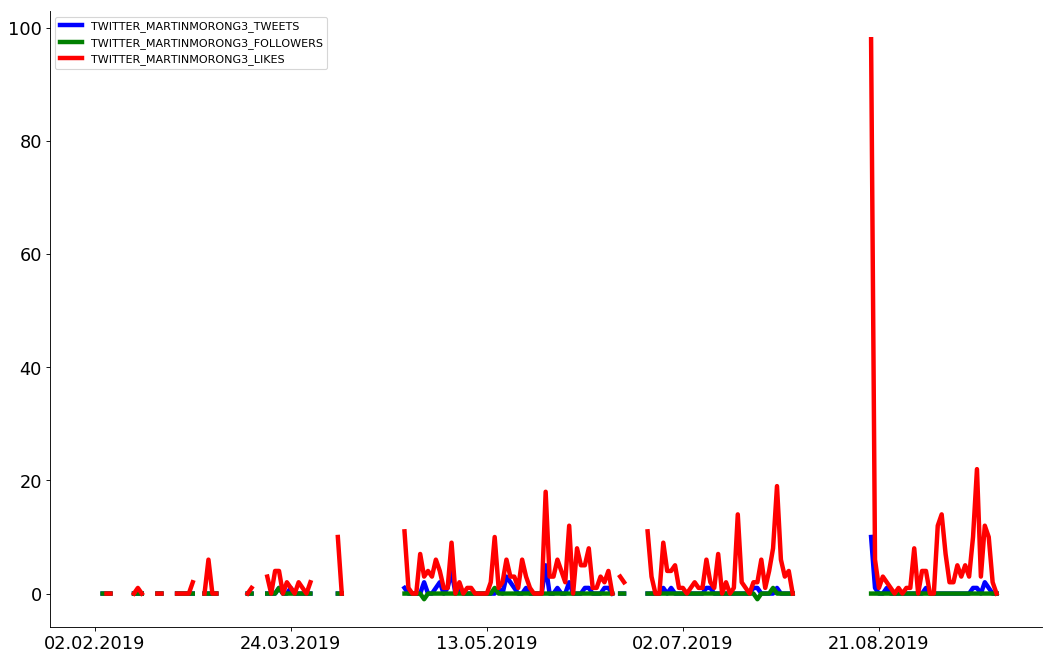 100
80
60
40
20
0
TWITTER_MARTINMORONG3_TWEETS
TWITTER_MARTINMORONG3_FOLLOWERS
TWITTER_MARTINMORONG3_LIKES
02.02.2019 24.03.2019 13.05.2019 02.07.2019 21.08.2019